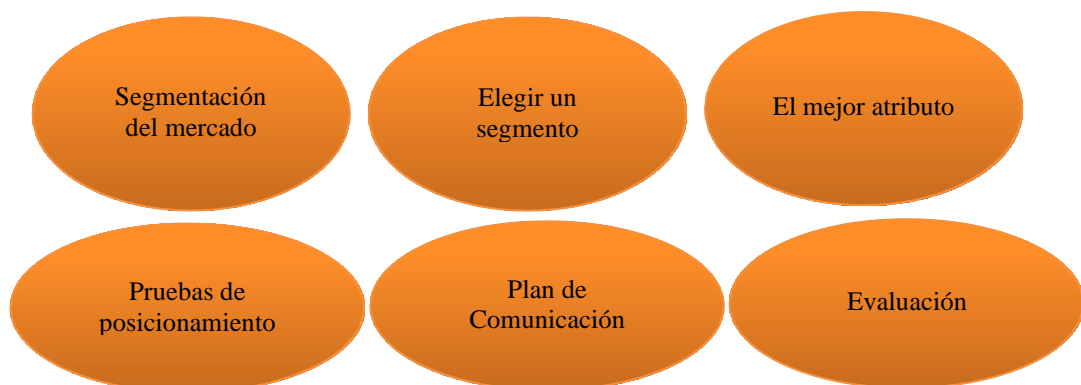 Segmentación
del mercado
Elegir un
segmento
El mejor atributo
Pruebas de
posicionamiento
Plan de
Comunicación
Evaluación